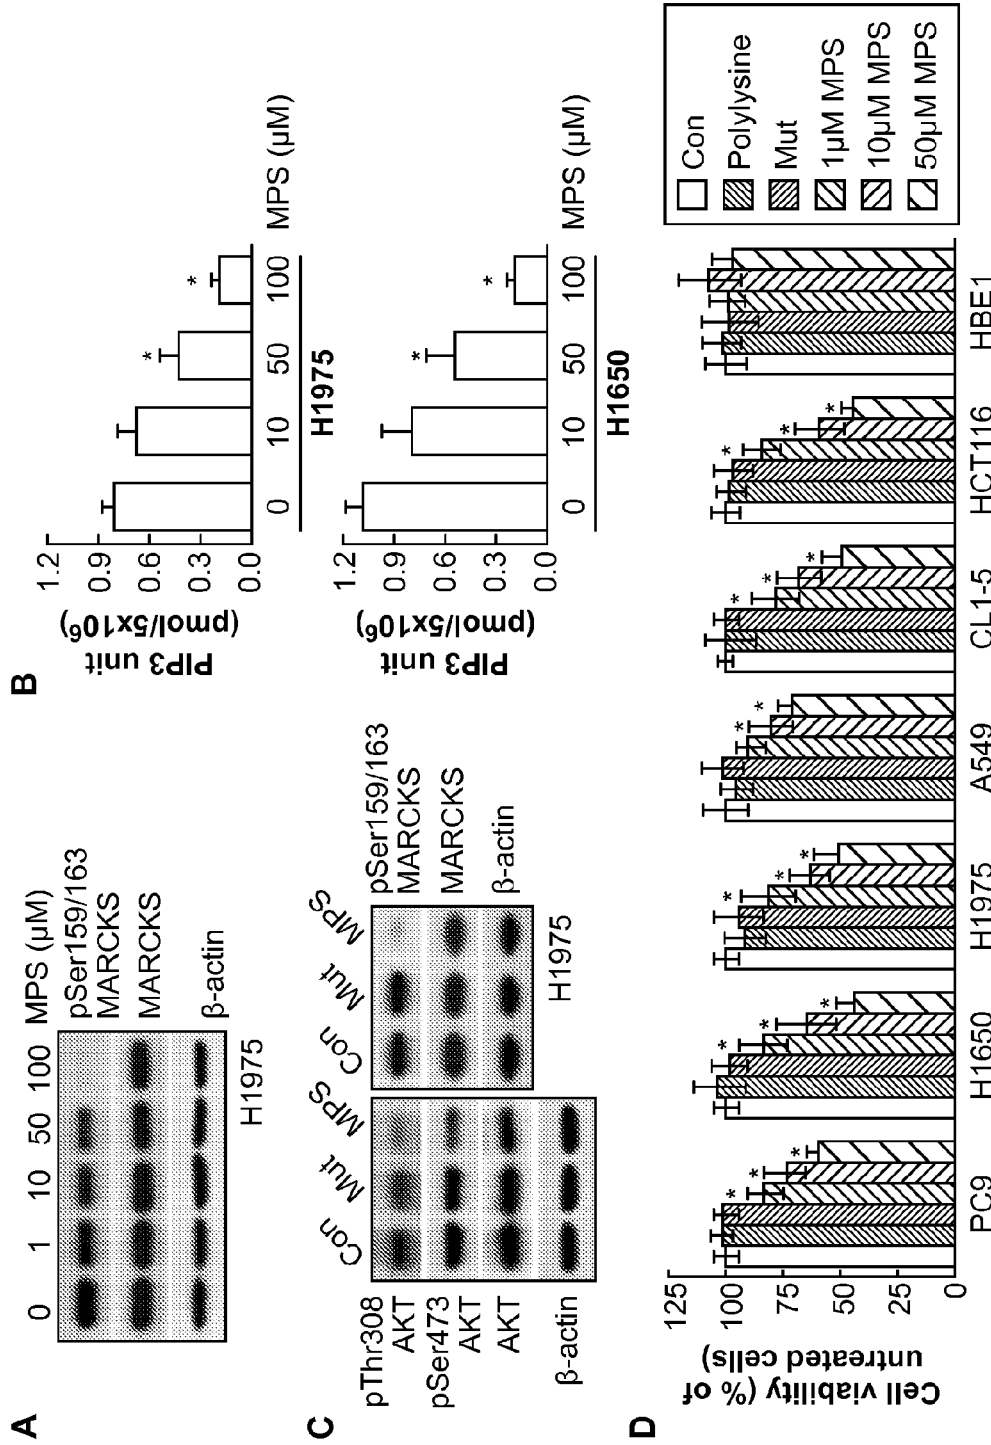 A
0 1 10 50 100 MPS (µM)
pSer159/163
MARCKS
MARCKS
β-actin
H1975
B
PIP3 unit
(pmol/5x10⁶)
1.2
0.9
0.6
0.3
0.0
*
*
0 10 50 100 MPS (µM)
H1975
PIP3 unit
(pmol/5x10⁶)
1.2
0.9
0.6
0.3
0.0
*
*
0 10 50 100 MPS (µM)
H1650
C
Con Mut MPS
pThr308
AKT
pSer473
AKT
AKT
β-actin
Con Mut MPS
pSer159/163
MARCKS
MARCKS
β-actin
H1975
D
Cell viability (% of
untreated cells)
125
100
75
50
25
0
* * *
* * *
* * *
* *
* * *
* * *
PC9 H1650 H1975 A549 CL1-5 HCT116 HBE1
Con
Polylysine
Mut
1µM MPS
10µM MPS
50µM MPS